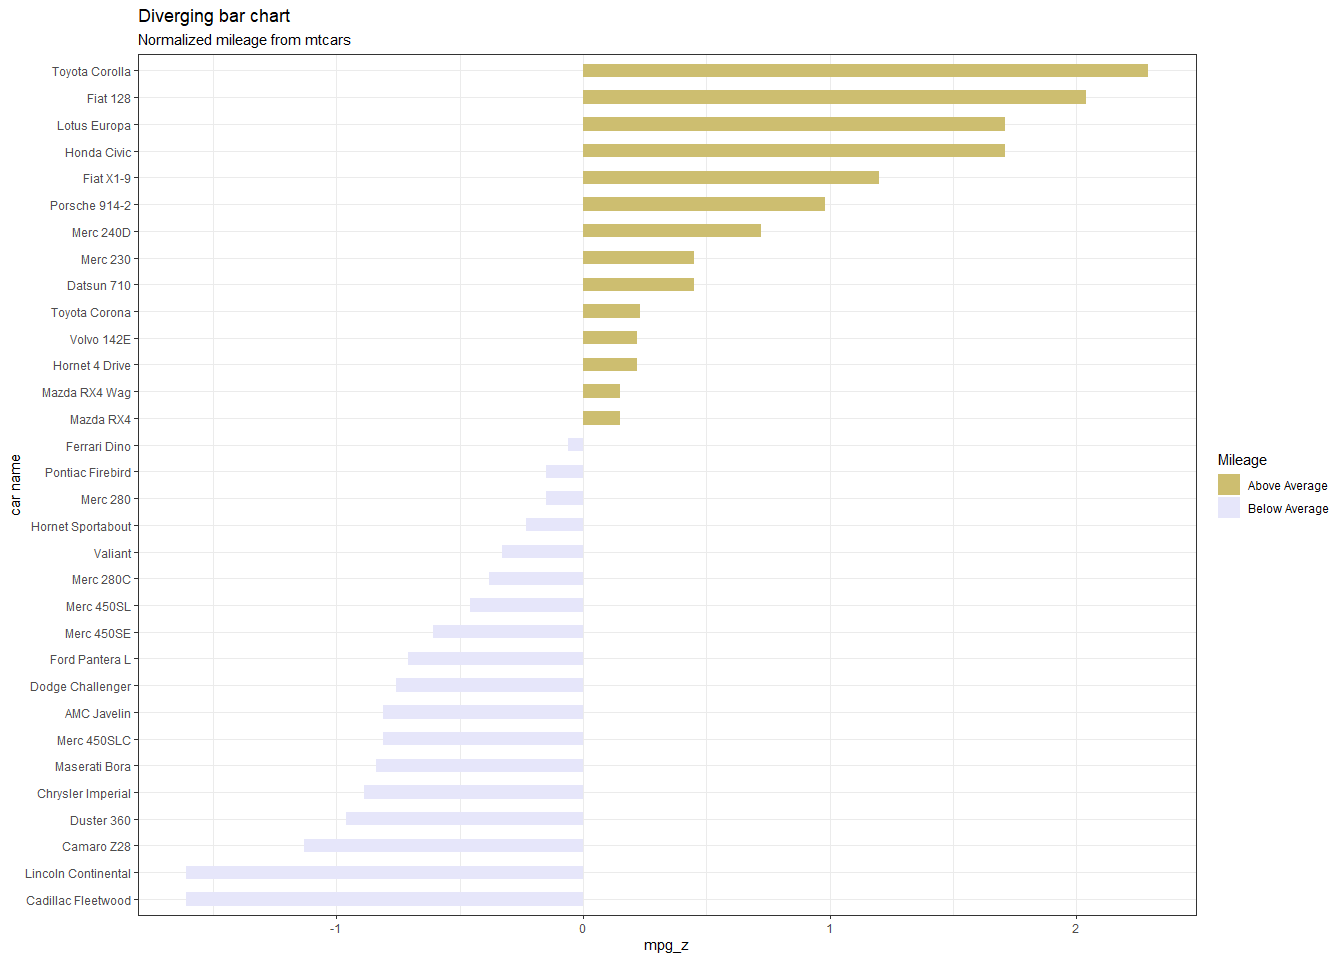 Diverging bar chart
Normalized mileage from mtcars
Toyota Corolla
Fiat 128
Lotus Europa
Honda Civic
Fiat X1-9
Porsche 914-2
Merc 240D
Merc 230
Datsun 710
Toyota Corona
Volvo 142E
Hornet 4 Drive
Mazda RX4 Wag
Mazda RX4
Ferrari Dino
Pontiac Firebird
Merc 280
Hornet Sportabout
Valiant
Merc 280C
Merc 450SL
Merc 450SE
Ford Pantera L
Dodge Challenger
AMC Javelin
Merc 450SLC
Maserati Bora
Chrysler Imperial
Duster 360
Camaro Z28
Lincoln Continental
Cadillac Fleetwood
car name
-1 0 1 2
mpg_z
Mileage
Above Average
Below Average